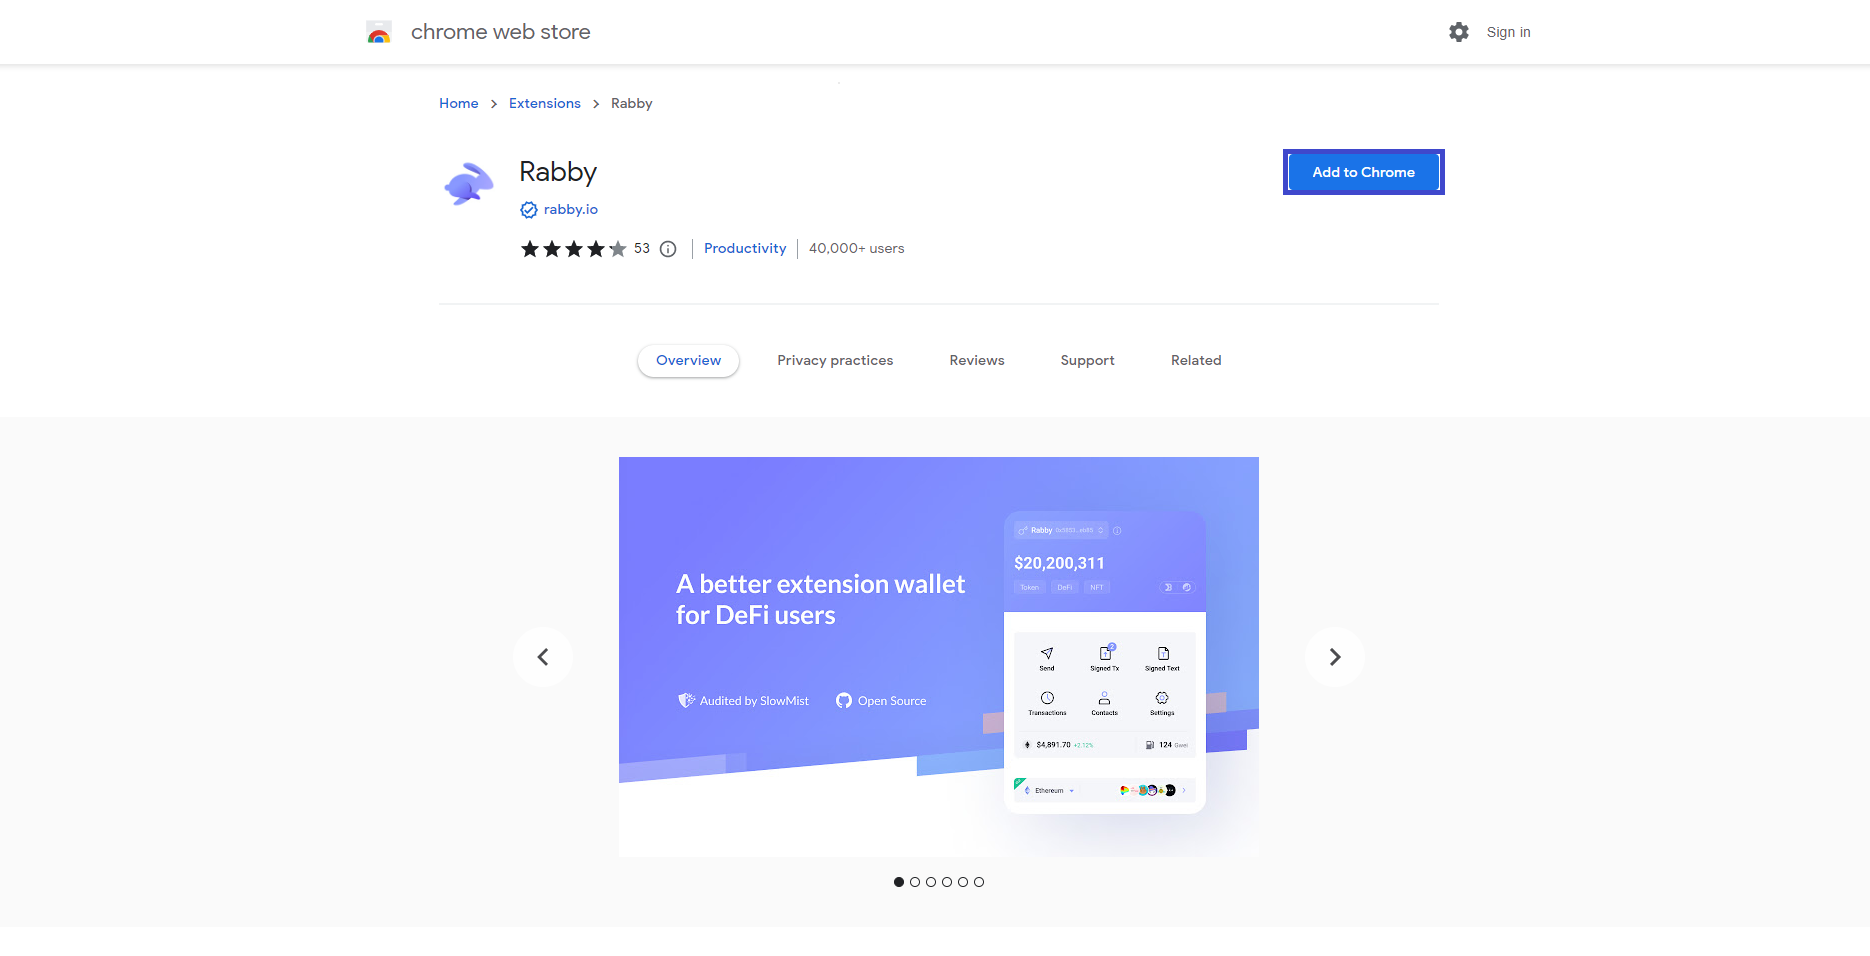 chrome web store
Sign in
Home > Extensions > Rabby
Rabby
Add to Chrome
rabby.io
53 Productivity 40,000+ users
Overview Privacy practices Reviews Support Related
A better extension wallet
for DeFi users
Audited by SlowMist Open Source
Rabby
$20,200,311
Token DeFi NFT
Send Signed Tx Signed Text
Transactions Contacts Settings
$4,891.70 +2.12% 124 Gwei
Ethereum